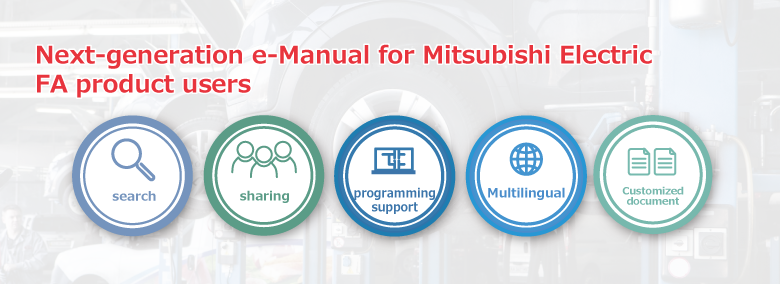 Next-generation e-Manual for Mitsubishi Electric
FA product users
search
sharing
programming
support
Multilingual
Customized
document